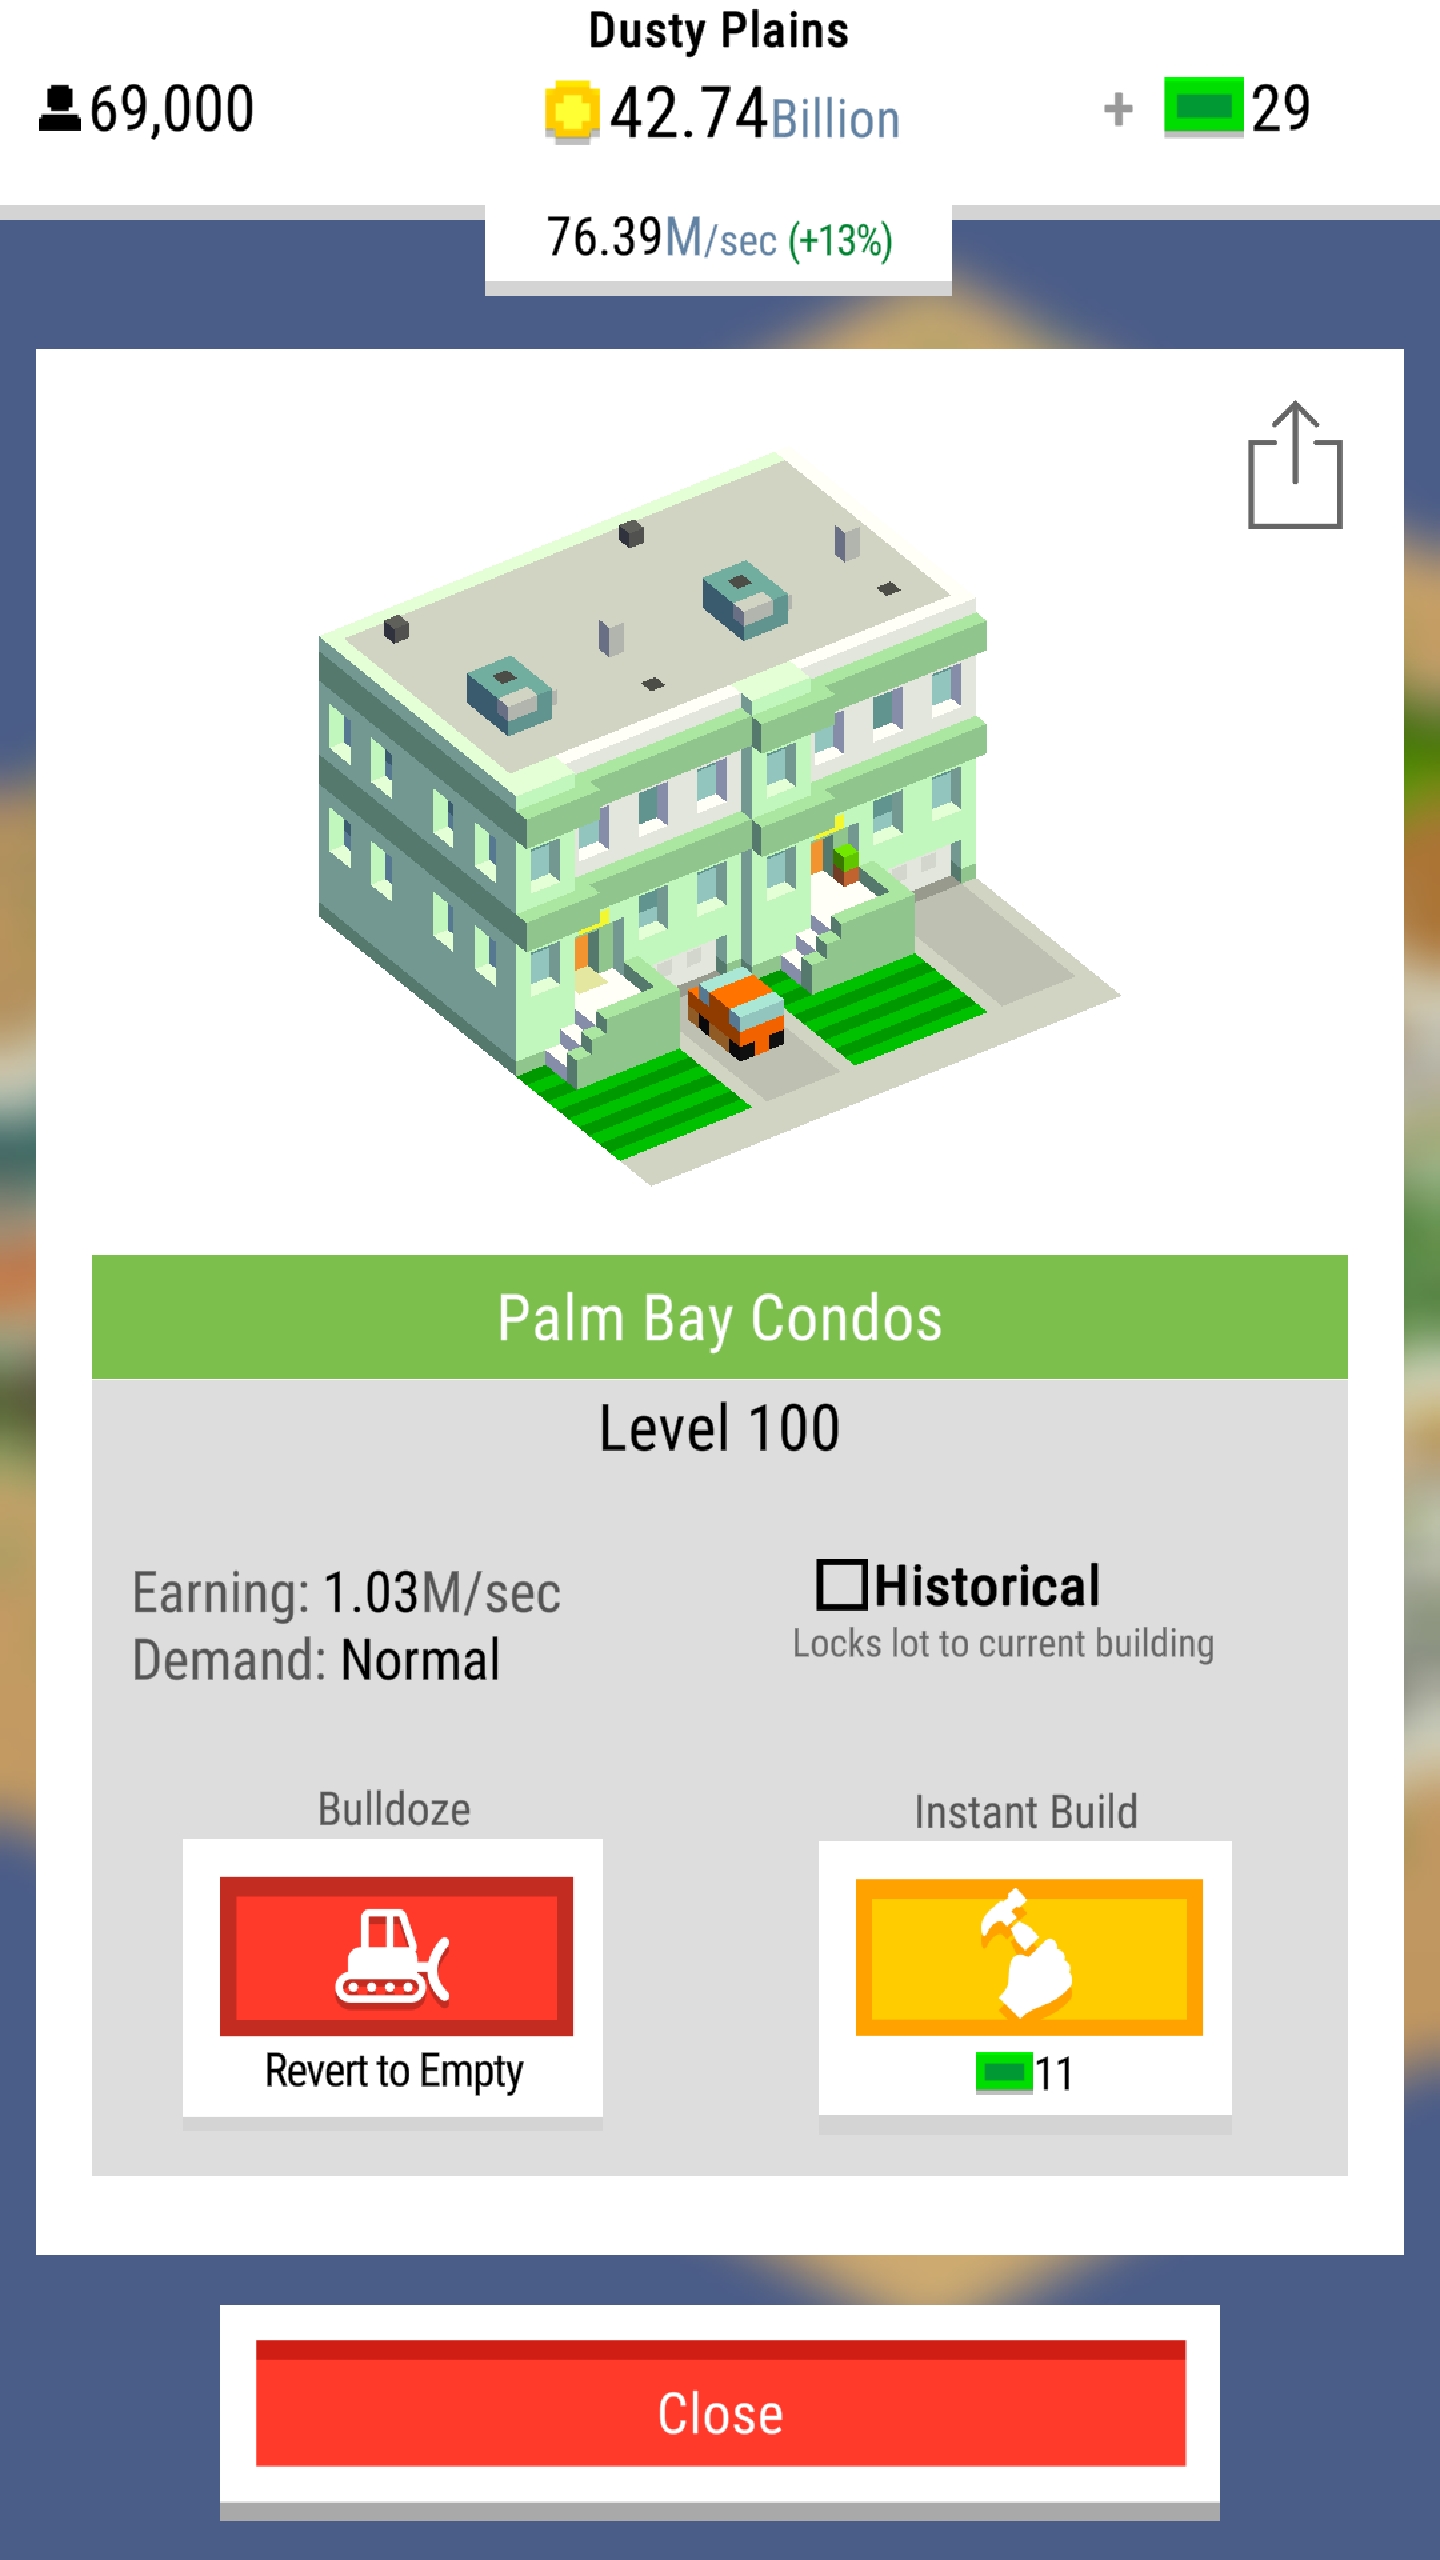 Dusty Plains
69,000
42.74Billion
+ 29
76.39M/sec (+13%)
Palm Bay Condos
Level 100
Earning: 1.03M/sec
Historical
Locks lot to current building
Demand: Normal
Bulldoze
Instant Build
Revert to Empty
11
Close